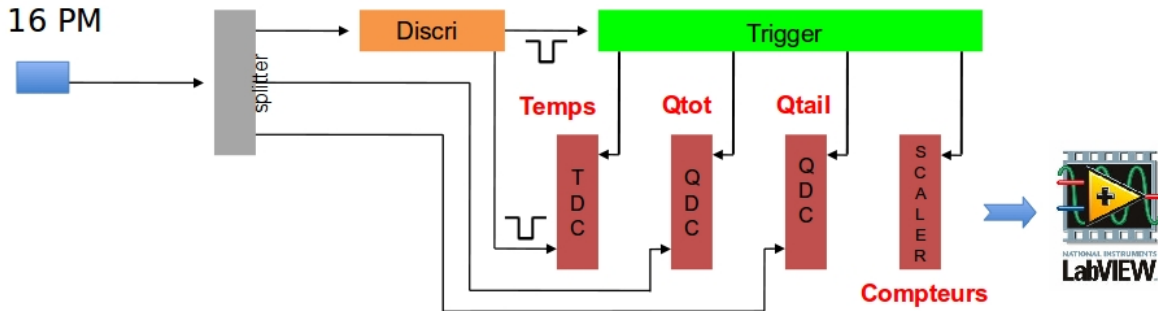 16 PM
Discri
Trigger
splitter
Temps
Qtot
Qtail
TDC
QDC
QDC
SCALER
Compteurs
NATIONAL INSTRUMENTS
LabVIEW